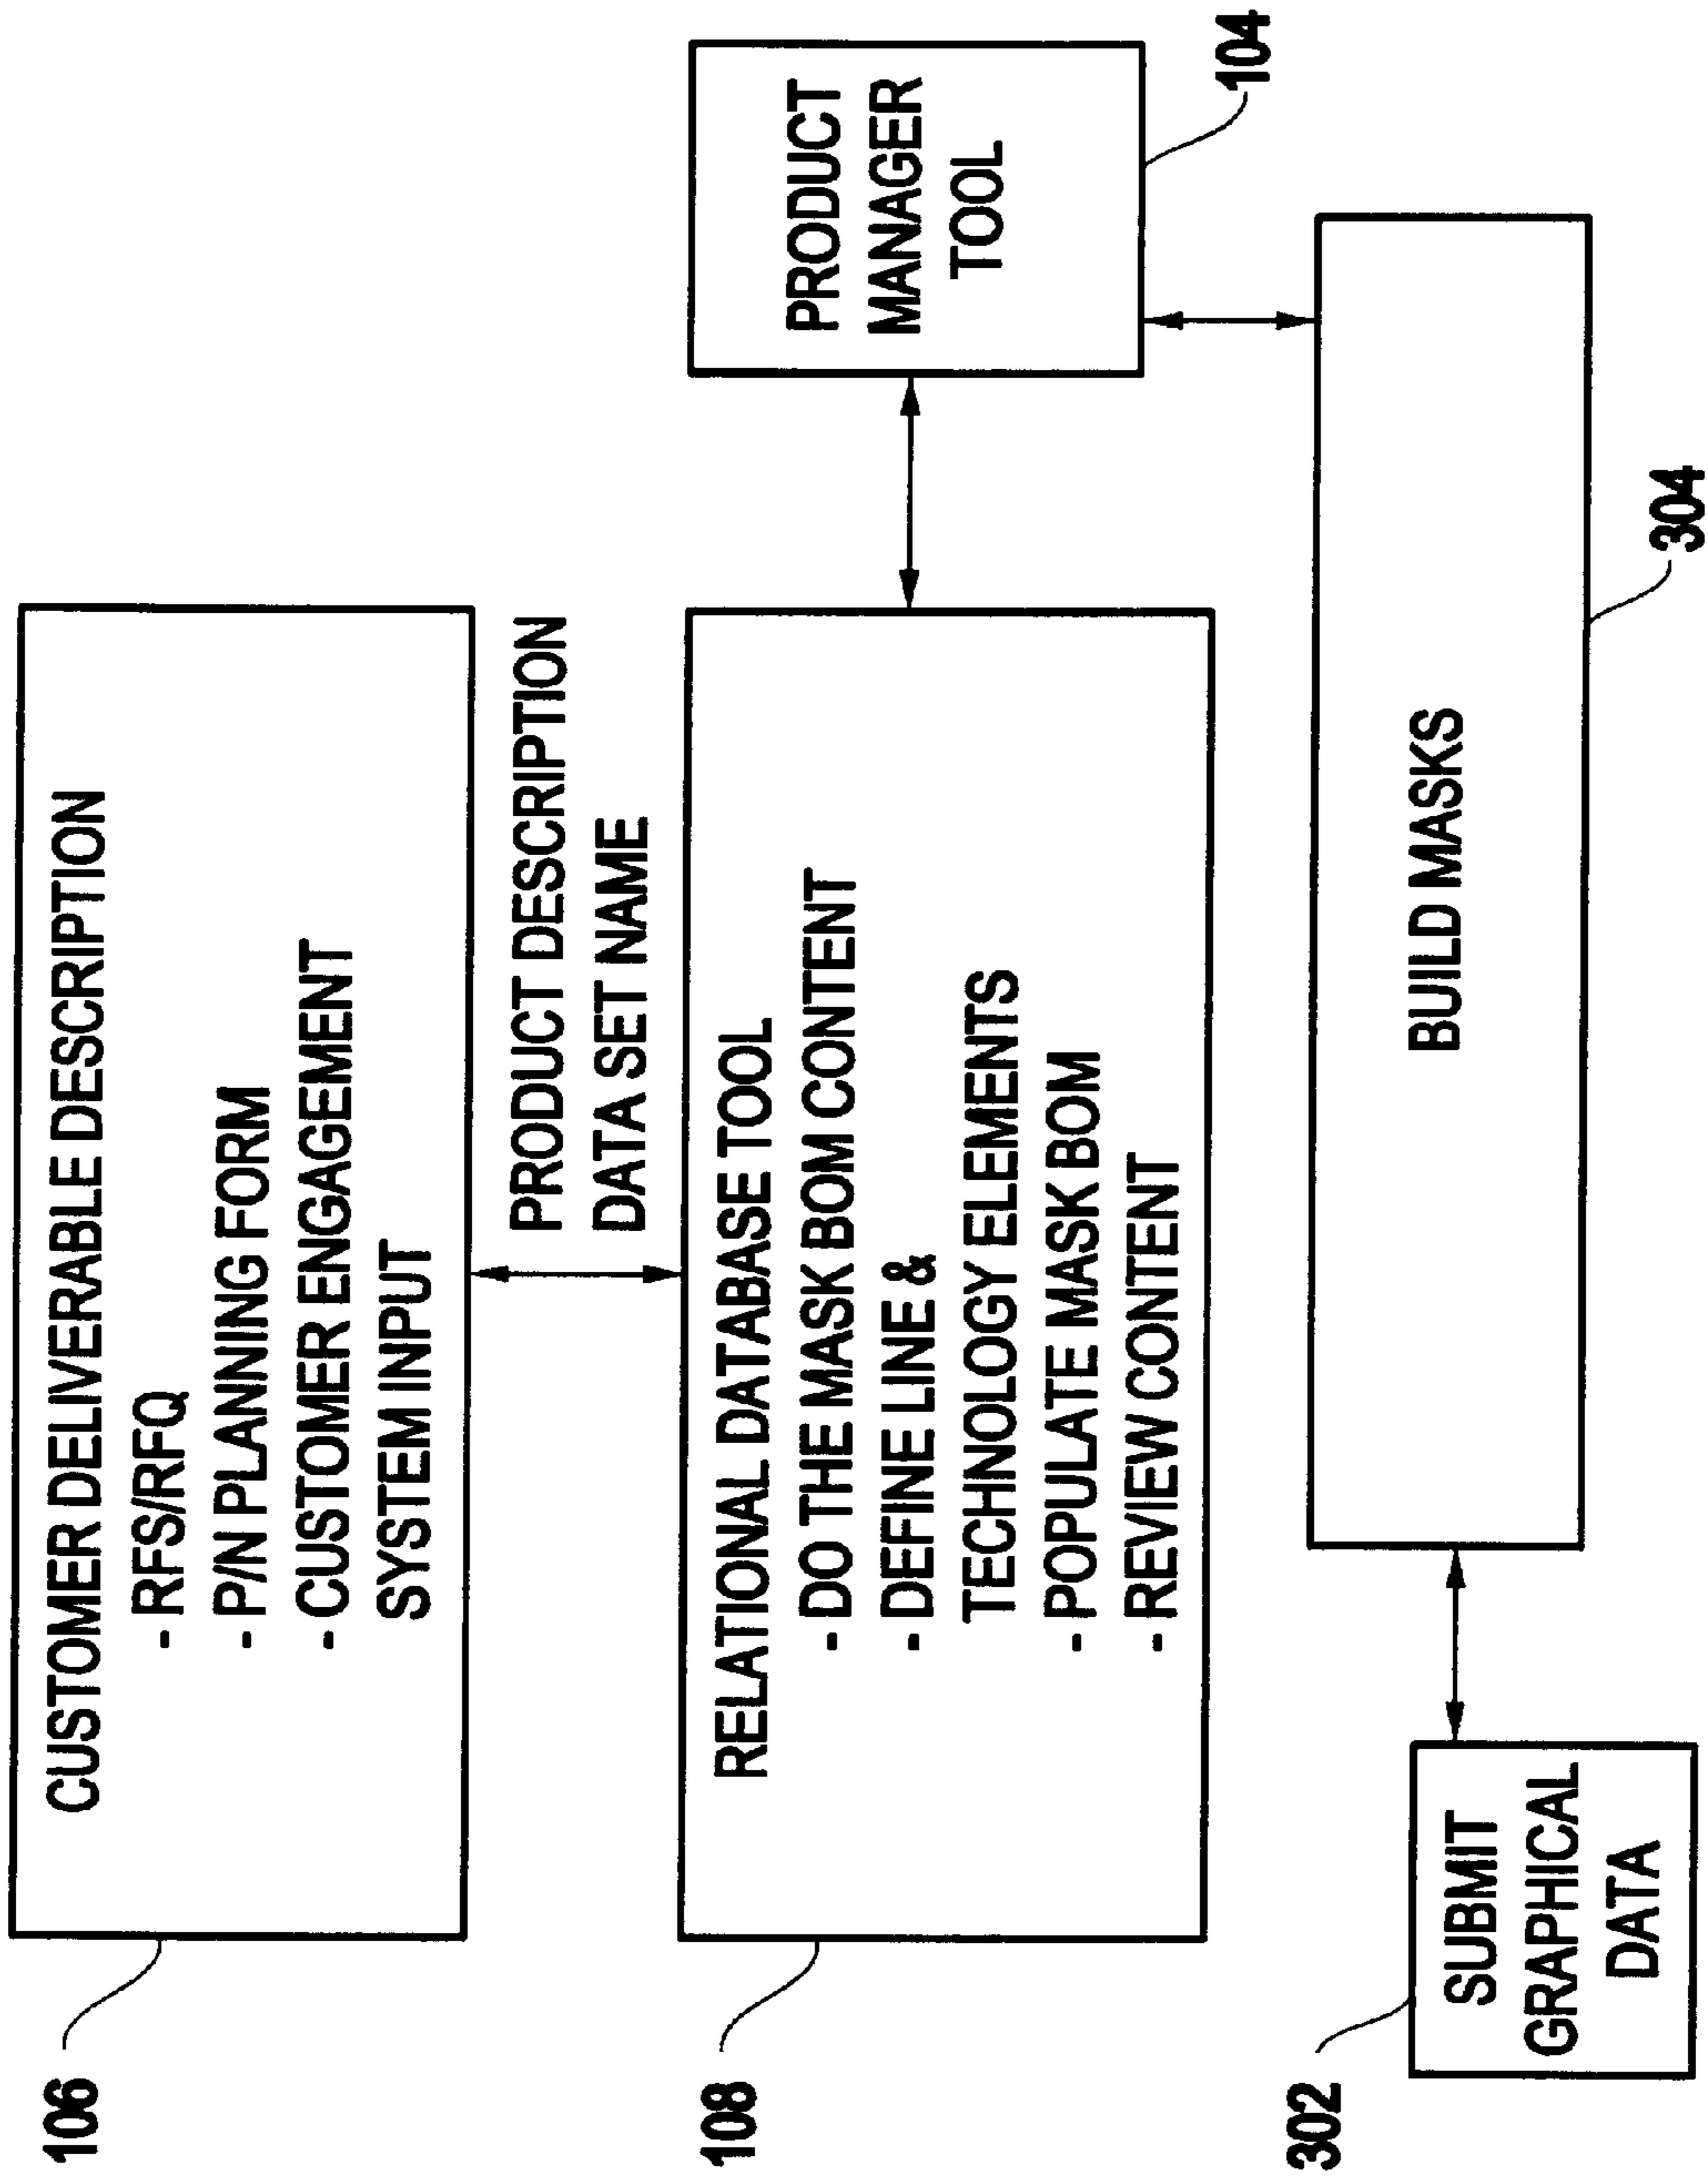 106
CUSTOMER DELIVERABLE DESCRIPTION
- RFS/RFQ
- P/N PLANNING FORM
- CUSTOMER ENGAGEMENT
SYSTEM INPUT
PRODUCT DESCRIPTION
DATA SET NAME
108
RELATIONAL DATABASE TOOL
- DO THE MASK BOM CONTENT
- DEFINE LINE &
TECHNOLOGY ELEMENTS
- POPULATE MASK BOM
- REVIEW CONTENT
PRODUCT
MANAGER
TOOL
104
302
SUBMIT
GRAPHICAL
DATA
BUILD MASKS
304